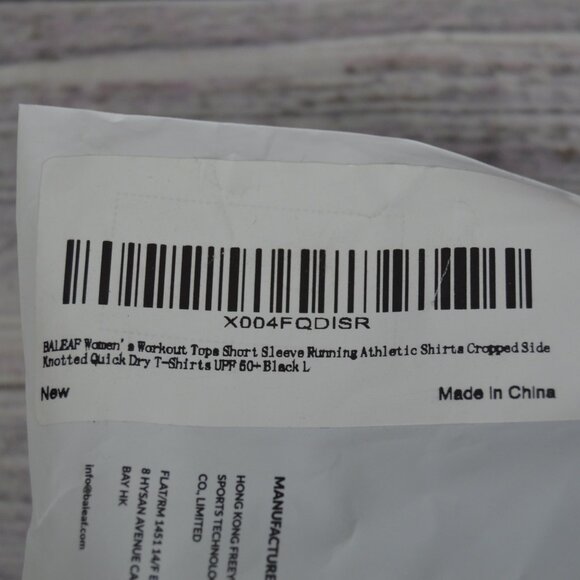 X004FQDISR
BALEAF Women's Workout Tops Short Sleeve Running Athletic Shirts Cropped Side
Knotted Quick Dry T-Shirts UPF 50+ Black L
New
Made in China
MANUFACTURE
HONG KONG FREEY
SPORTS TECHNOLO
CO., LIMITED
FLAT/RM 1451 14/F
8 HYSAN AVENUE CA
BAY HK
info@baleaf.com